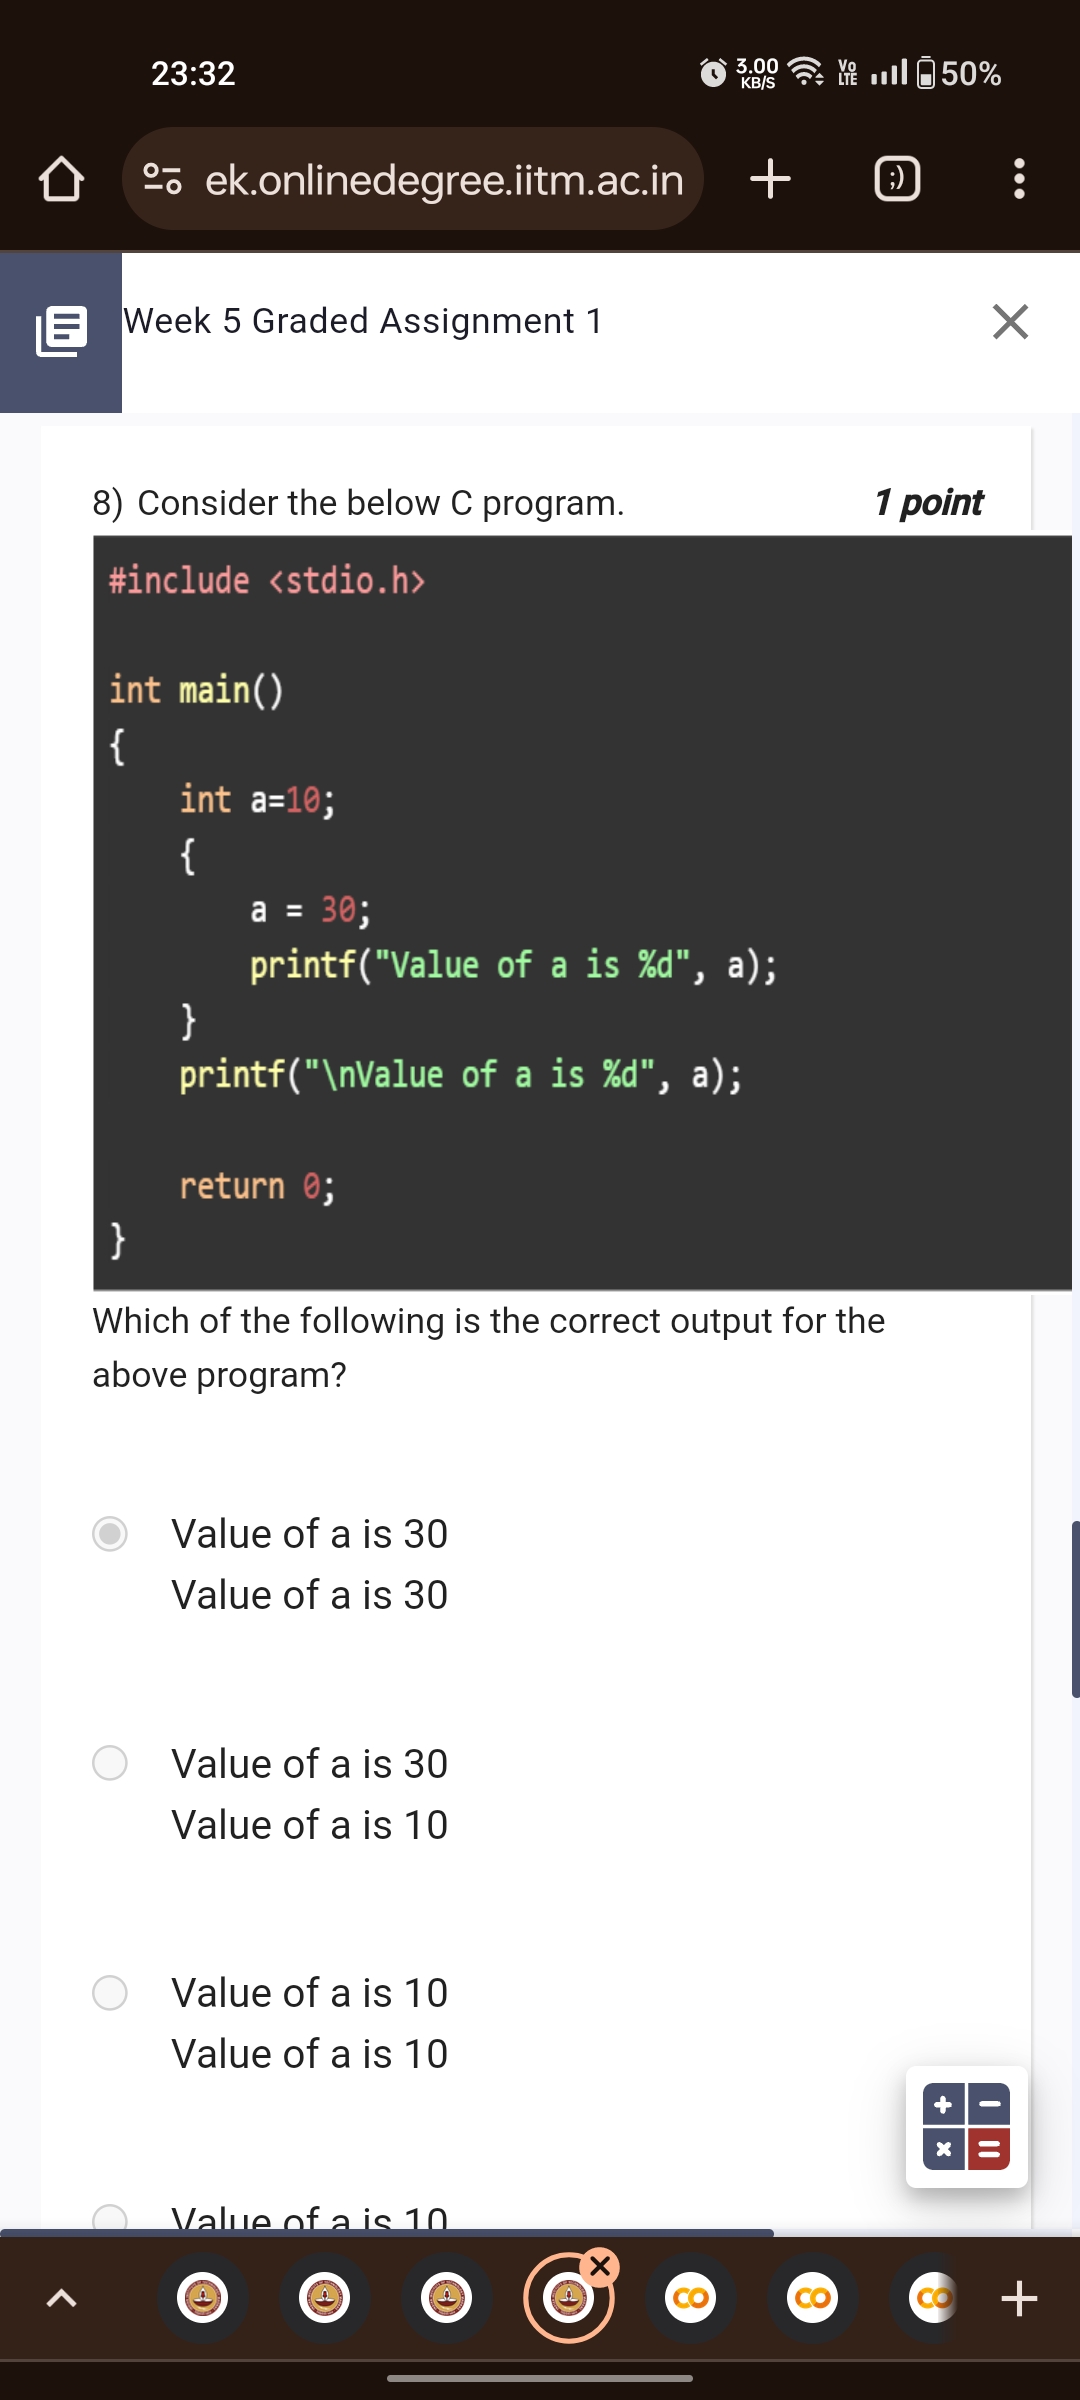 23:32
3.00 KB/S Vo LTE 50%
ek.onlinedegree.iitm.ac.in
:)
Week 5 Graded Assignment 1
8) Consider the below C program. 1 point
#include <stdio.h>
int main()
{
int a=10;
{
a = 30;
printf("Value of a is %d", a);
}
printf("\nValue of a is %d", a);
return 0;
}
Which of the following is the correct output for the
above program?
Value of a is 30
Value of a is 30
Value of a is 30
Value of a is 10
Value of a is 10
Value of a is 10
Value of a is 10